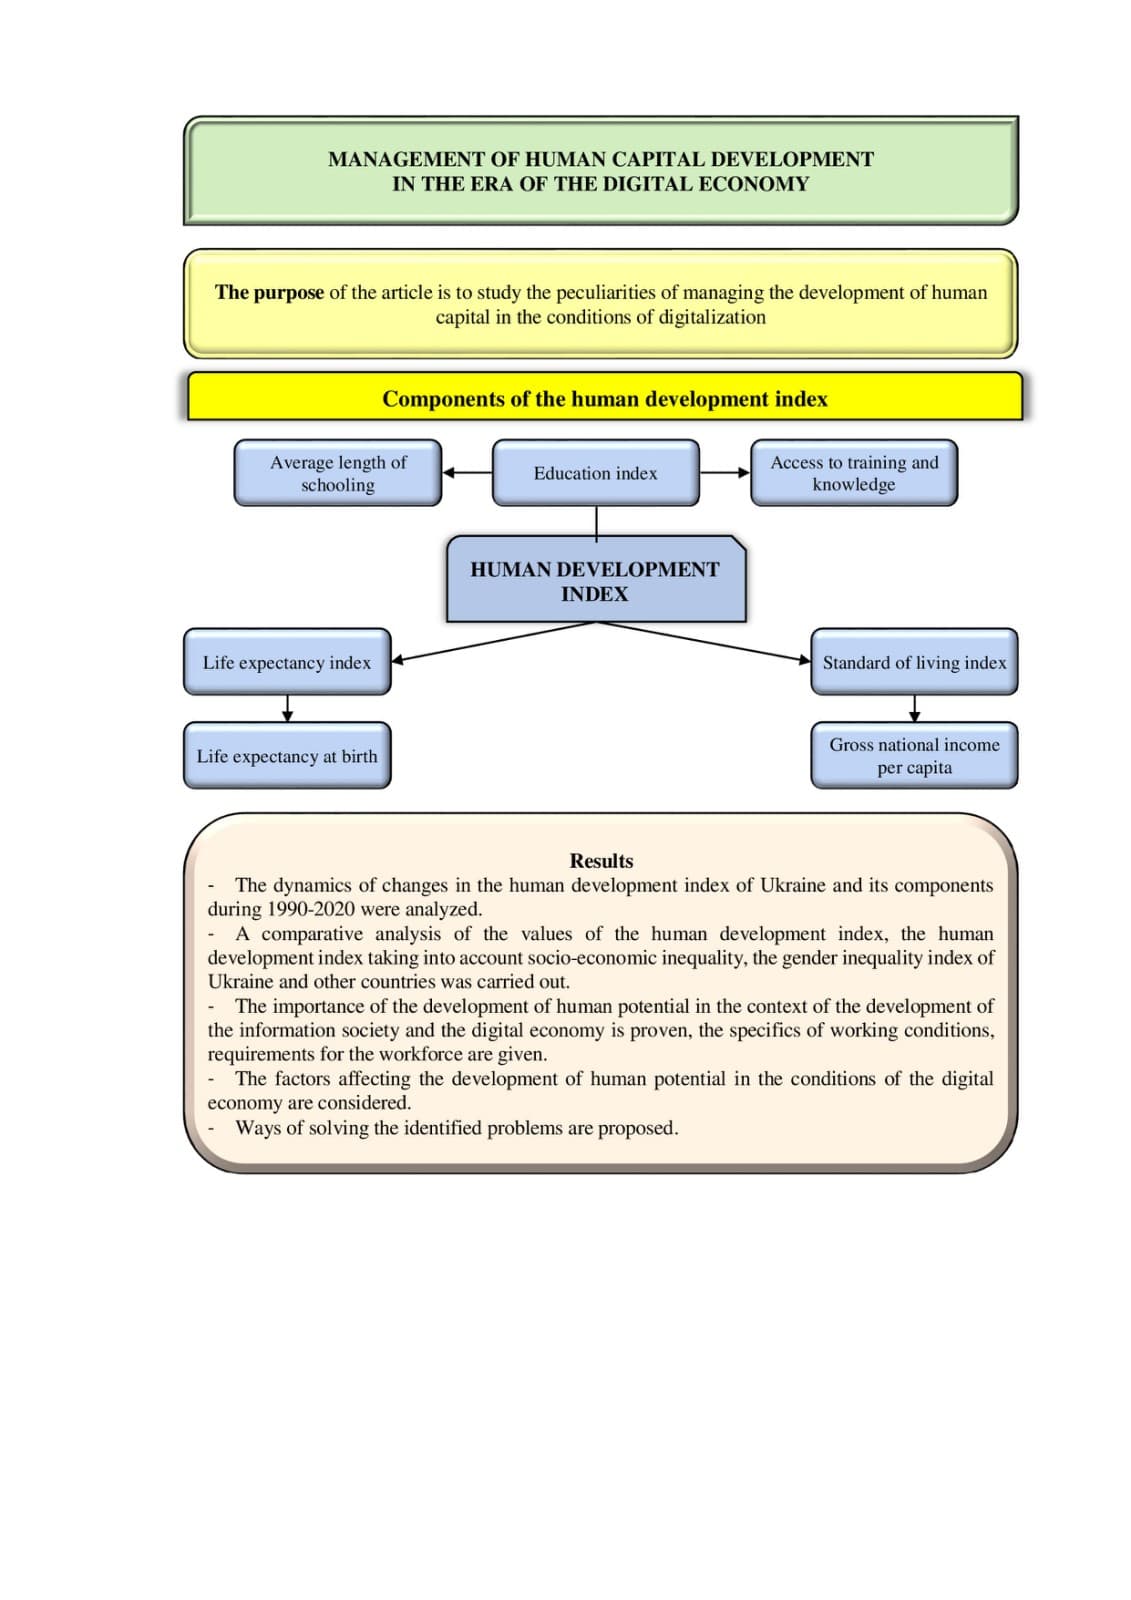 MANAGEMENT OF HUMAN CAPITAL DEVELOPMENT
IN THE ERA OF THE DIGITAL ECONOMY
The purpose of the article is to study the peculiarities of managing the development of human
capital in the conditions of digitalization
Components of the human development index
Average length of
schooling
Education index
Access to training and
knowledge
HUMAN DEVELOPMENT
INDEX
Life expectancy index
Standard of living index
Life expectancy at birth
Gross national income
per capita
Results
- The dynamics of changes in the human development index of Ukraine and its components
during 1990-2020 were analyzed.
- A comparative analysis of the values of the human development index, the human
development index taking into account socio-economic inequality, the gender inequality index of
Ukraine and other countries was carried out.
- The importance of the development of human potential in the context of the development of
the information society and the digital economy is proven, the specifics of working conditions,
requirements for the workforce are given.
- The factors affecting the development of human potential in the conditions of the digital
economy are considered.
- Ways of solving the identified problems are proposed.